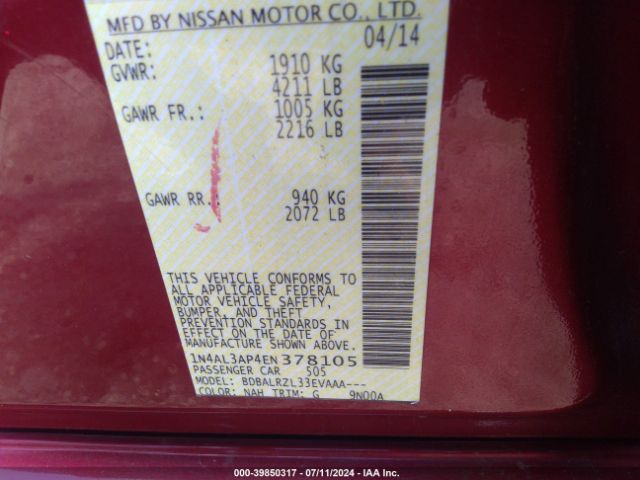 MFD BY NISSAN MOTOR CO., LTD.
DATE: 04/14
GVWR: 1910 KG
4211 LB
GAWR FR.: 1005 KG
2216 LB
GAWR RR.: 940 KG
2072 LB
THIS VEHICLE CONFORMS TO
ALL APPLICABLE FEDERAL
MOTOR VEHICLE SAFETY,
BUMPER, AND THEFT
PREVENTION STANDARDS IN
EFFECT ON THE DATE OF
MANUFACTURE SHOWN ABOVE.
1N4AL3AP4EN378105
PASSENGER CAR 505
MODEL: BDBALRZL33EVAAA---
COLOR: NAH TRIM: G 9N00A
000-39850317 - 07/11/2024 - IAA Inc.